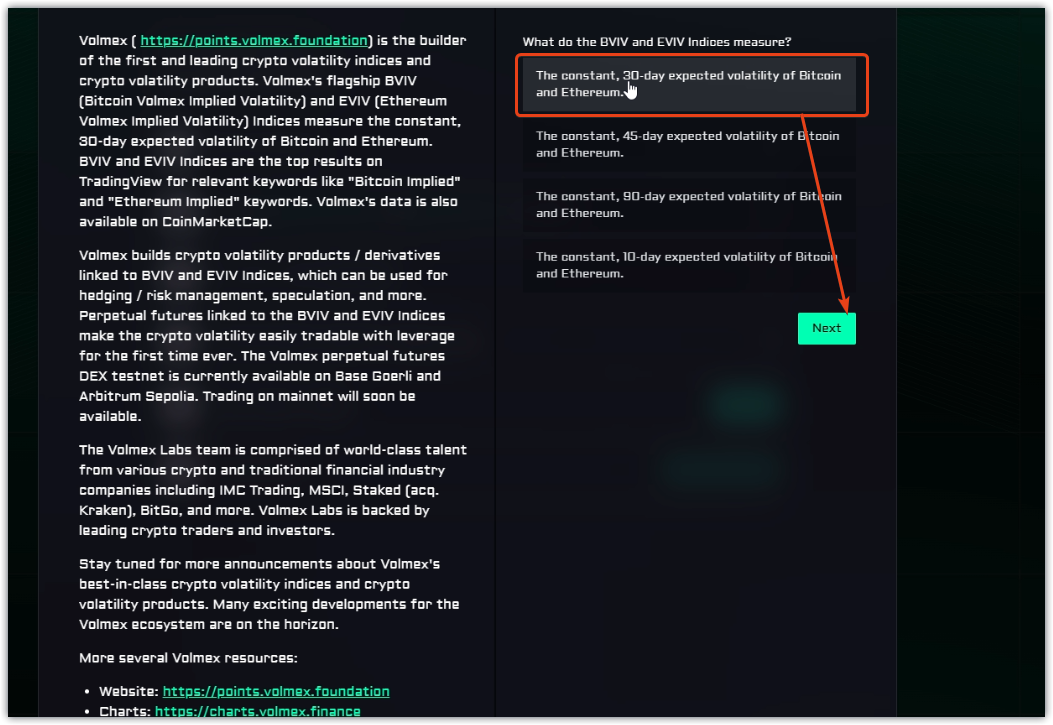 Volmex ( https://points.volmex.foundation) is the builder
of the first and leading crypto volatility indices and
crypto volatility products. Volmex's flagship BVIV
(Bitcoin Volmex Implied Volatility) and EVIV (Ethereum
Volmex Implied Volatility) Indices measure the constant,
30-day expected volatility of Bitcoin and Ethereum.
BVIV and EVIV Indices are the top results on
TradingView for relevant keywords like "Bitcoin Implied"
and "Ethereum Implied" keywords. Volmex's data is also
available on CoinMarketCap.
Volmex builds crypto volatility products / derivatives
linked to BVIV and EVIV Indices, which can be used for
hedging / risk management, speculation, and more.
Perpetual futures linked to the BVIV and EVIV Indices
make the crypto volatility easily tradable with leverage
for the first time ever. The Volmex perpetual futures
DEX testnet is currently available on Base Goerli and
Arbitrum Sepolia. Trading on mainnet will soon be
available.
The Volmex Labs team is comprised of world-class talent
from various crypto and traditional financial industry
companies including IMC Trading, MSCI, Staked (acq.
Kraken), BitGo, and more. Volmex Labs is backed by
leading crypto traders and investors.
Stay tuned for more announcements about Volmex's
best-in-class crypto volatility indices and crypto
volatility products. Many exciting developments for the
Volmex ecosystem are on the horizon.
More several Volmex resources:
• Website: https://points.volmex.foundation
• Charts: https://charts.volmex.finance
What do the BVIV and EVIV Indices measure?
The constant, 30-day expected volatility of Bitcoin
and Ethereum.
The constant, 45-day expected volatility of Bitcoin
and Ethereum.
The constant, 90-day expected volatility of Bitcoin
and Ethereum.
The constant, 10-day expected volatility of Bitcoin
and Ethereum.
Next